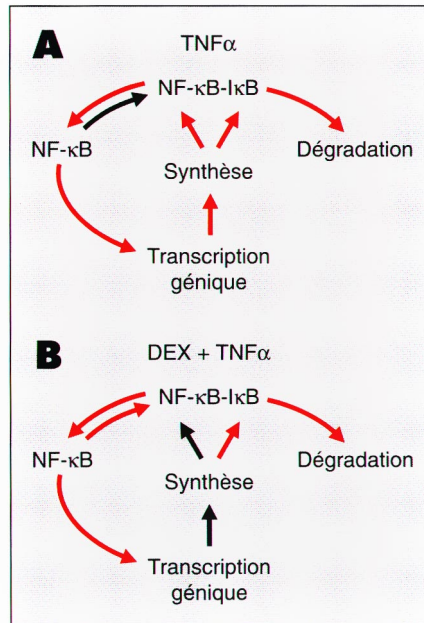 A
TNFα
NF-κB-IκB
NF-κB
Dégradation
Synthèse
Transcription
génique
B
DEX + TNFα
NF-κB-IκB
NF-κB
Dégradation
Synthèse
Transcription
génique